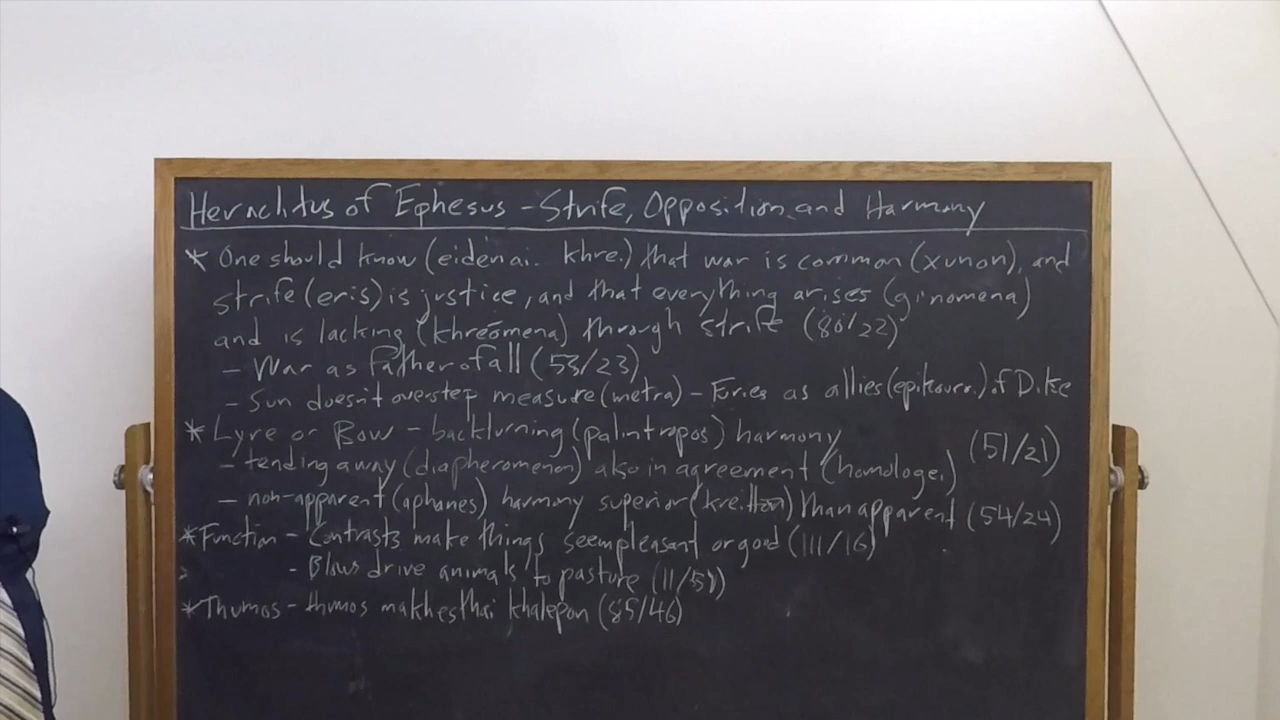 Heraclitus of Ephesus - Strife, Opposition, and Harmony
* One should know (eidenai khre) that war is common (xunon), and
strife (eris) is justice, and that everything arises (ginomena)
and is lacking (khreōmena) through strife (80/22)
- War as father of all (53/23)
- Sun doesn't overstep measure (metra) - Furies as allies (epikouroi) of Dike
* Lyre or Bow - backturning (palintropos) harmony (51/21)
- tending away (diapheromenon) also in agreement (homologei)
- non-apparent (aphanes) harmony superior (kreitton) than apparent (54/24)
* Function - Contrasts make things seem pleasant or good (111/16)
- Blows drive animals to pasture (11/51)
* Thumos - thumos makhesthai khalepon (85/46)